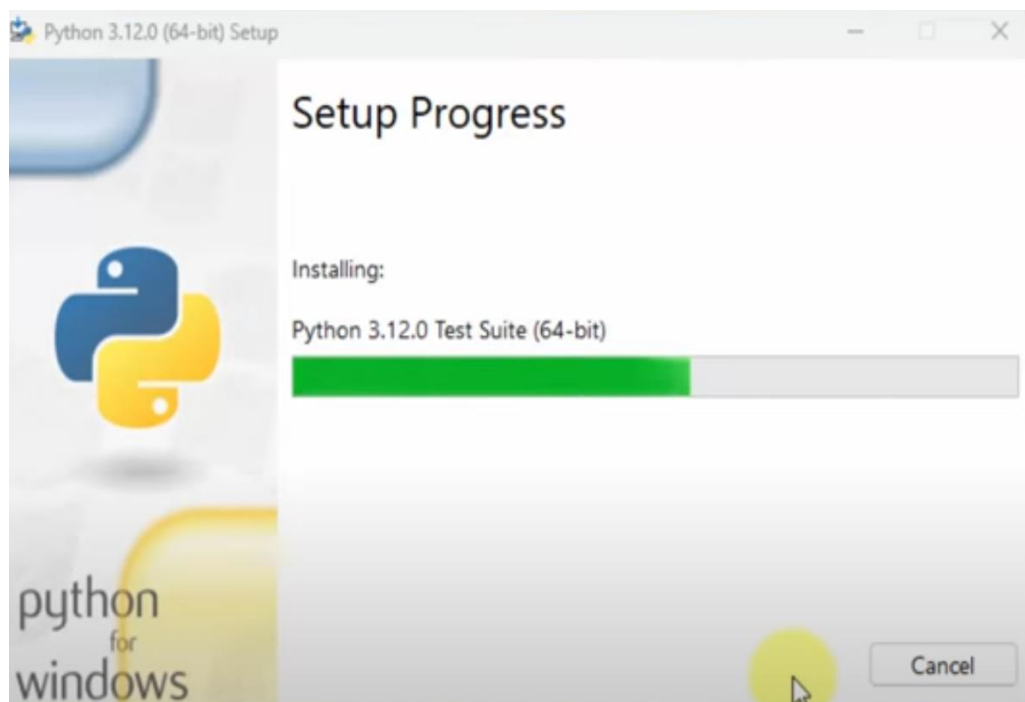 Python 3.12.0 (64-bit) Setup
Setup Progress
Installing:
Python 3.12.0 Test Suite (64-bit)
python
for
windows
Cancel